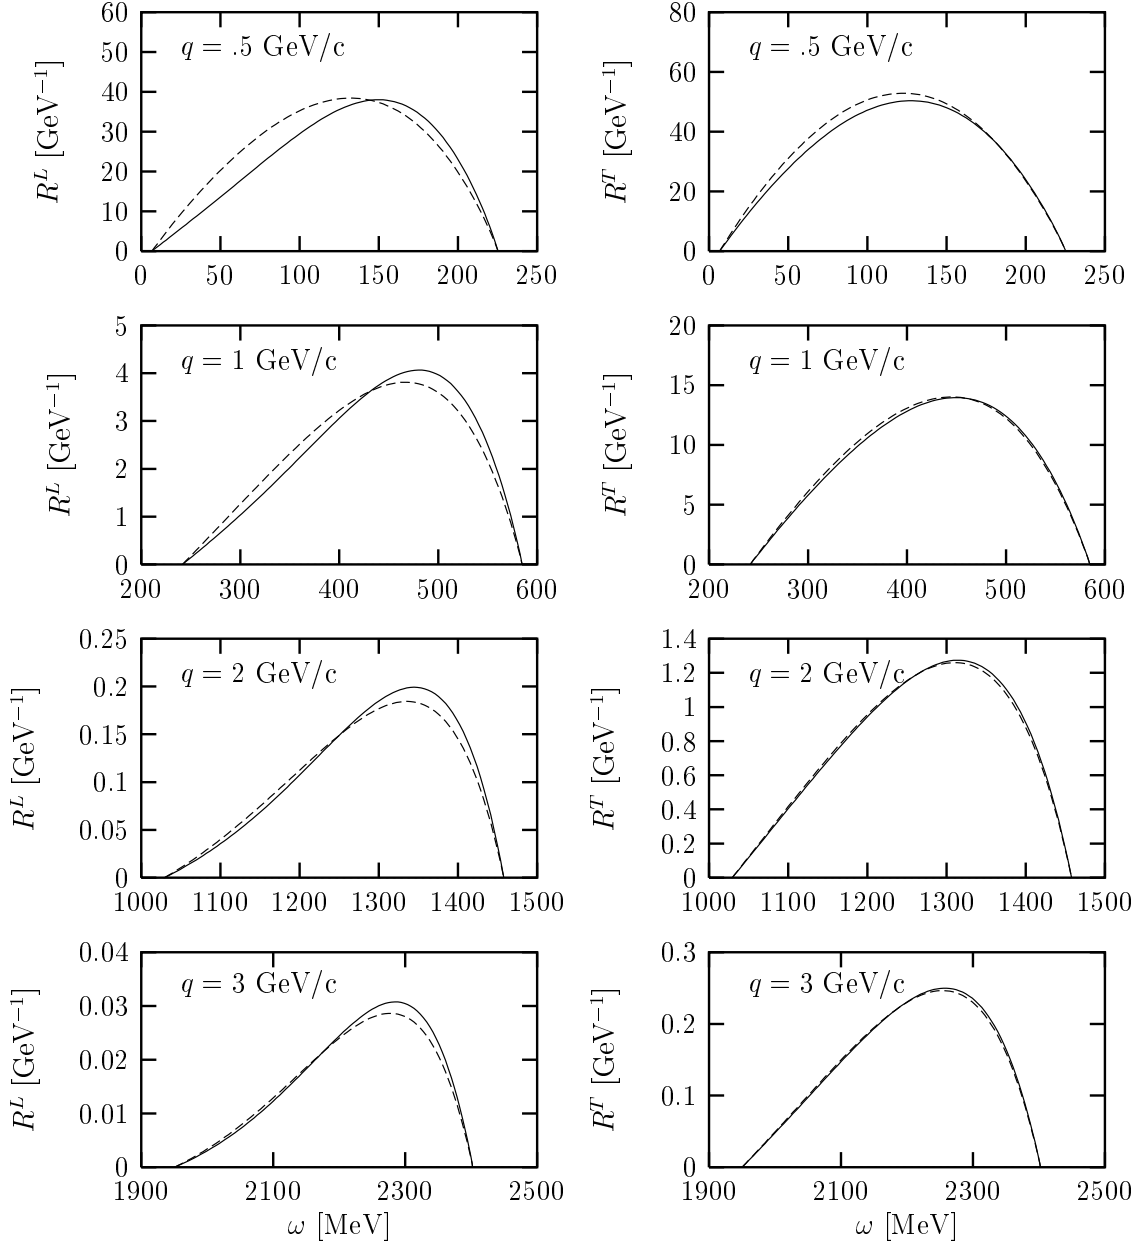 60
50
40
30
20
10
0
R^L [GeV^−1]
q = .5 GeV/c
0 50 100 150 200 250
80
60
40
20
0
R^T [GeV^−1]
q = .5 GeV/c
0 50 100 150 200 250
5
4
3
2
1
0
R^L [GeV^−1]
q = 1 GeV/c
200 300 400 500 600
20
15
10
5
0
R^T [GeV^−1]
q = 1 GeV/c
200 300 400 500 600
0.25
0.2
0.15
0.1
0.05
0
R^L [GeV^−1]
q = 2 GeV/c
1000 1100 1200 1300 1400 1500
1.4
1.2
1
0.8
0.6
0.4
0.2
0
R^T [GeV^−1]
q = 2 GeV/c
1000 1100 1200 1300 1400 1500
0.04
0.03
0.02
0.01
0
R^L [GeV^−1]
q = 3 GeV/c
1900 2100 2300 2500
ω [MeV]
0.3
0.2
0.1
0
R^T [GeV^−1]
q = 3 GeV/c
1900 2100 2300 2500
ω [MeV]